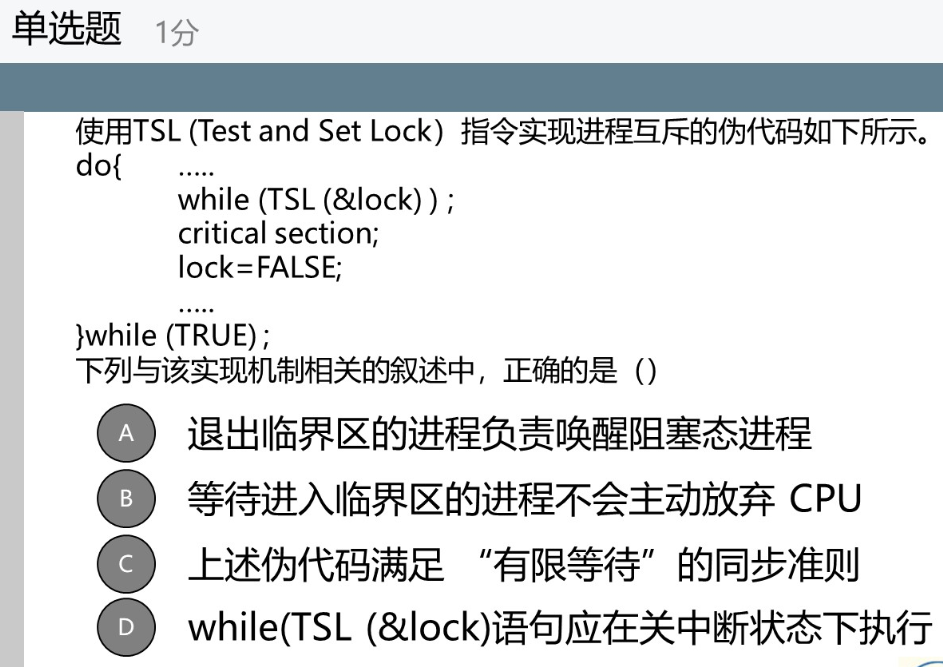 单选题 1分
使用TSL (Test and Set Lock）指令实现进程互斥的伪代码如下所示。
do{ .....
while (TSL (&lock) ) ;
critical section;
lock=FALSE;
.....
}while (TRUE) ;
下列与该实现机制相关的叙述中，正确的是（）
A 退出临界区的进程负责唤醒阻塞态进程
B 等待进入临界区的进程不会主动放弃 CPU
C 上述伪代码满足 “有限等待” 的同步准则
D while(TSL (&lock)语句应在关中断状态下执行